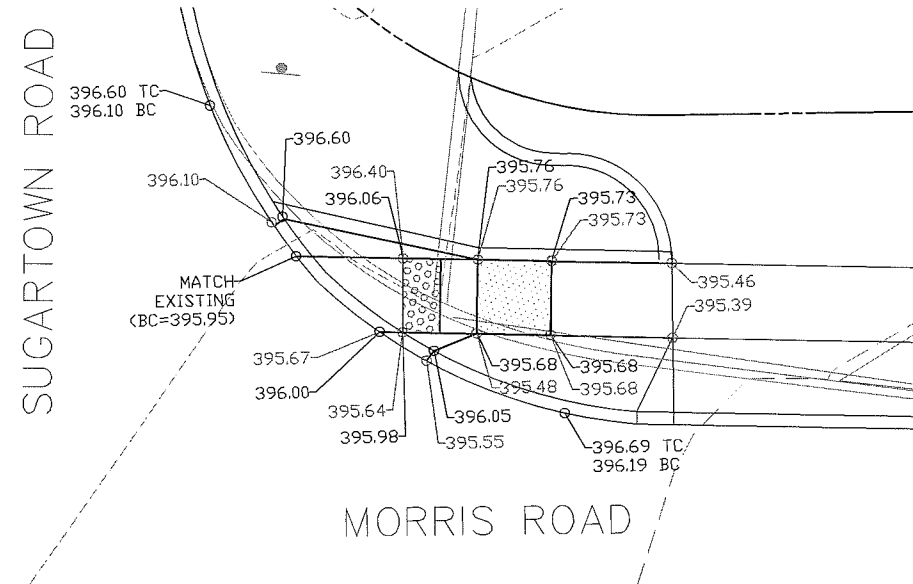 SUGARTOWN ROAD
396.60 TC
396.10 BC
396.60
396.10
396.40
396.06
395.76
395.76
395.73
395.73
MATCH
EXISTING
(BC=395.95)
395.46
395.39
395.67
396.00
395.64
395.98
395.68
395.48
395.68
395.68
396.05
395.55
396.69 TC
396.19 BC
MORRIS ROAD